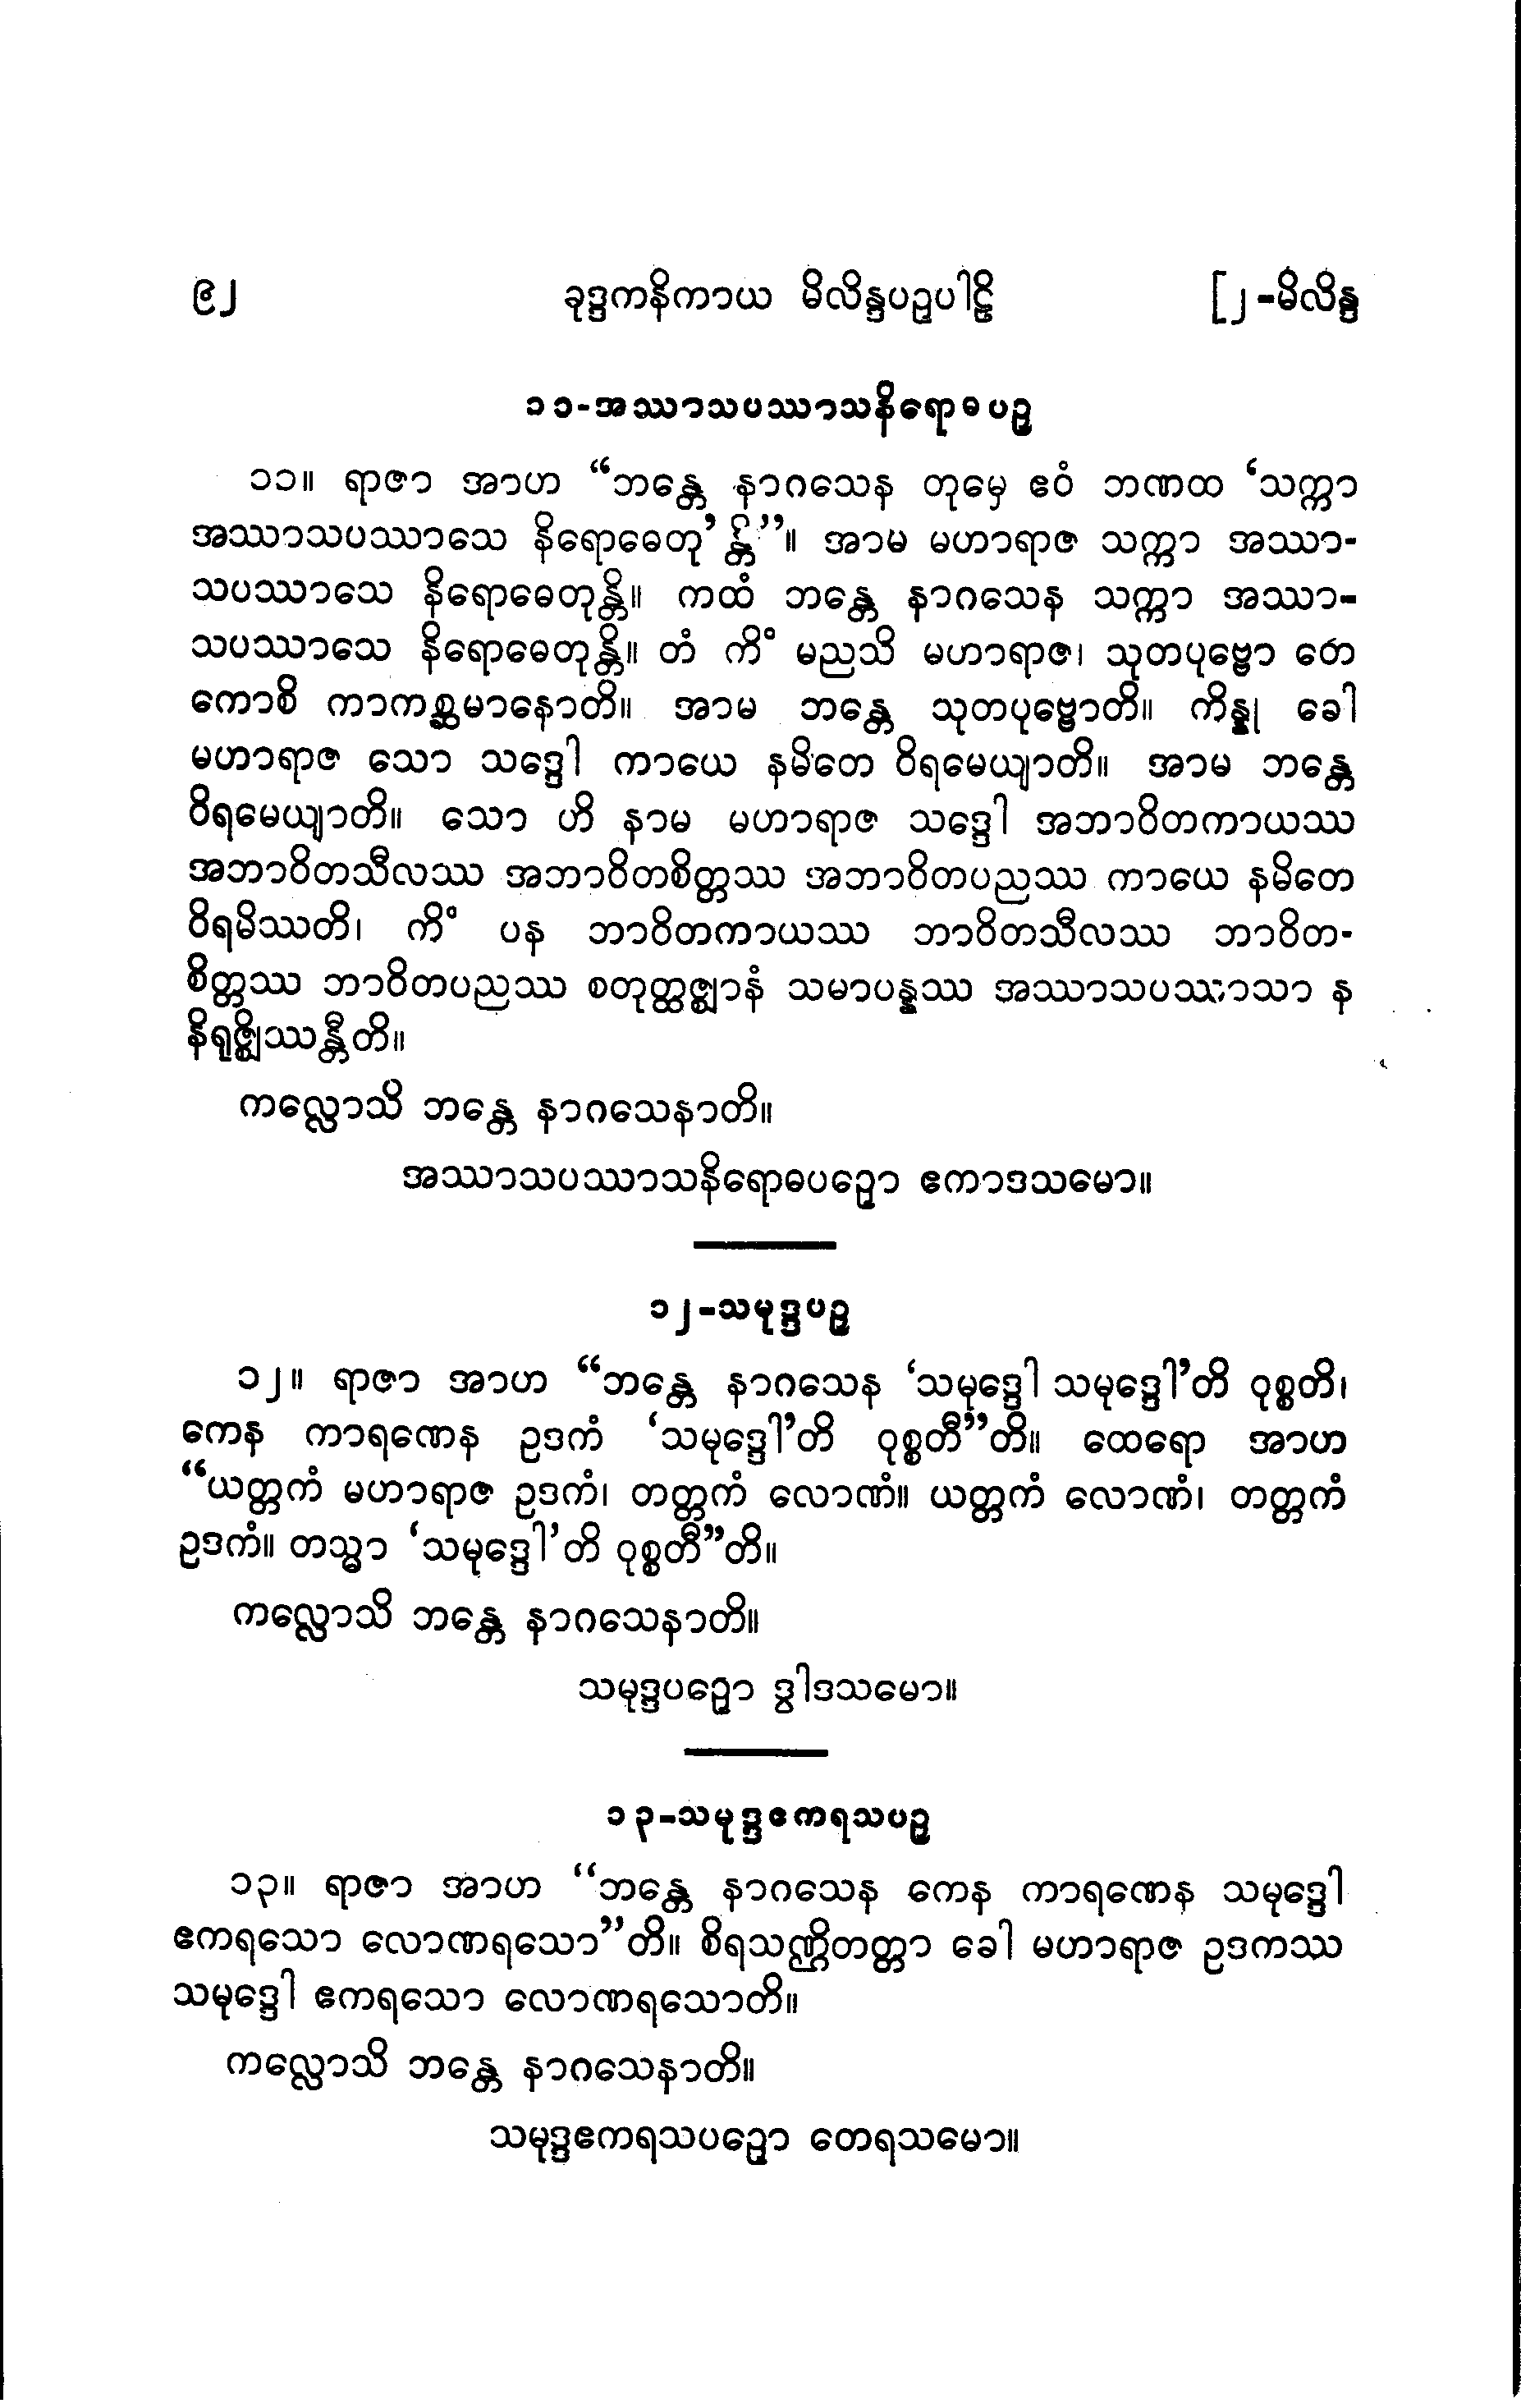 ၉၂ ခုဒ္ဒကနိကာယ မိလိန္ဒပဉှပါဠိ [၂-မိလိန္ဒ
၁၁-အဿာသပဿာသနိရောဓပဉှ
၁၁။ ရာဇာ အာဟ “ဘန္တေ နာဂသေန တုမှေ ဧဝံ ဘဏထ ‘သက္ကာ
အဿာသပဿာသေ နိရောဓေတု’ န္တိ”။ အာမ မဟာရာဇ သက္ကာ အဿာ-
သပဿာသေ နိရောဓေတုန္တိ။ ကထံ ဘန္တေ နာဂသေန သက္ကာ အဿာ-
သပဿာသေ နိရောဓေတုန္တိ။ တံ ကိံ မညသိ မဟာရာဇ၊ သုတပုဗ္ဗော တေ
ကောစိ ကာကစ္ဆမာနောတိ။ အာမ ဘန္တေ သုတပုဗ္ဗောတိ။ ကိန္နု ခေါ
မဟာရာဇ သော သဒ္ဒေါ ကာယေ နမိတေ ဝိရမေယျာတိ။ အာမ ဘန္တေ
ဝိရမေယျာတိ။ သော ဟိ နာမ မဟာရာဇ သဒ္ဒေါ အဘာဝိတကာယဿ
အဘာဝိတသီလဿ အဘာဝိတစိတ္တဿ အဘာဝိတပညဿ ကာယေ နမိတေ
ဝိရမိဿတိ၊ ကိံ ပန ဘာဝိတကာယဿ ဘာဝိတသီလဿ ဘာဝိတ-
စိတ္တဿ ဘာဝိတပညဿ စတုတ္ထဇ္ဈာနံ သမာပန္နဿ အဿာသပဿာသာ န
နိရုဇ္ဈိဿန္တီတိ။
ကလ္လောသိ ဘန္တေ နာဂသေနာတိ။
အဿာသပဿာသနိရောဓပဉှော ဧကာဒသမော။
၁၂-သမုဒ္ဒပဉှ
၁၂။ ရာဇာ အာဟ “ဘန္တေ နာဂသေန ‘သမုဒ္ဒေါ သမုဒ္ဒေါ’တိ ဝုစ္စတိ၊
ကေန ကာရဏေန ဥဒကံ ‘သမုဒ္ဒေါ’တိ ဝုစ္စတီ”တိ။ ထေရော အာဟ
“ယတ္တကံ မဟာရာဇ ဥဒကံ၊ တတ္တကံ လောဏံ။ ယတ္တကံ လောဏံ၊ တတ္တကံ
ဥဒကံ။ တသ္မာ ‘သမုဒ္ဒေါ’တိ ဝုစ္စတီ”တိ။
ကလ္လောသိ ဘန္တေ နာဂသေနာတိ။
သမုဒ္ဒပဉှော ဒွါဒသမော။
၁၃-သမုဒ္ဒဧကရသပဉှ
၁၃။ ရာဇာ အာဟ “ဘန္တေ နာဂသေန ကေန ကာရဏေန သမုဒ္ဒေါ
ဧကရသော လောဏရသော”တိ။ စိရသဏ္ဌိတတ္တာ ခေါ မဟာရာဇ ဥဒကဿ
သမုဒ္ဒေါ ဧကရသော လောဏရသောတိ။
ကလ္လောသိ ဘန္တေ နာဂသေနာတိ။
သမုဒ္ဒဧကရသပဉှော တေရသမော။